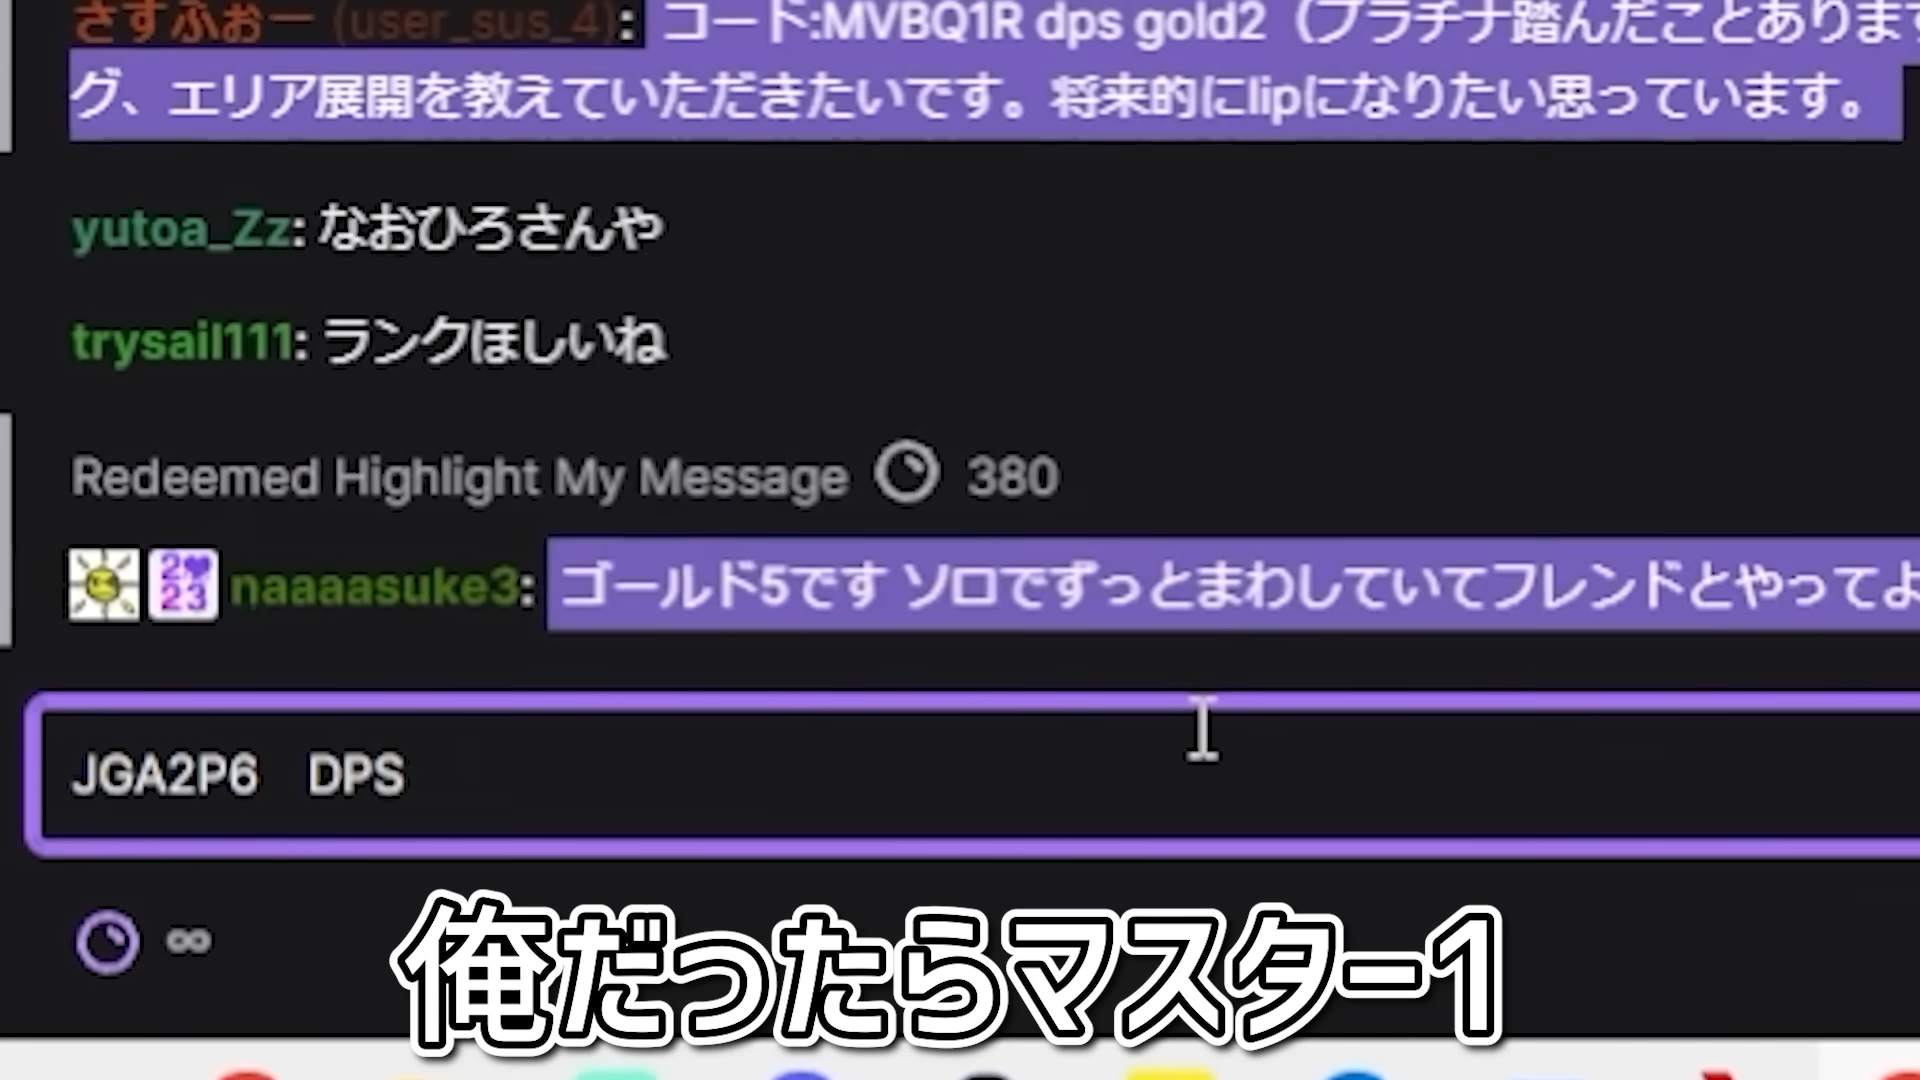 さすふぉー (user_sus_4): コード:MVBQ1R dps gold2（プラチナ踏んだことありま
グ、エリア展開を教えていただきたいです。将来的にlipになりたい思っています。
yutoa_Zz: なおひろさんや
trysail111: ランクほしいね
Redeemed Highlight My Message 380
2 23 naaaasuke3: ゴールド5です ソロでずっとまわしていてフレンドとやってよ
JGA2P6 DPS
∞
俺だったらマスター1